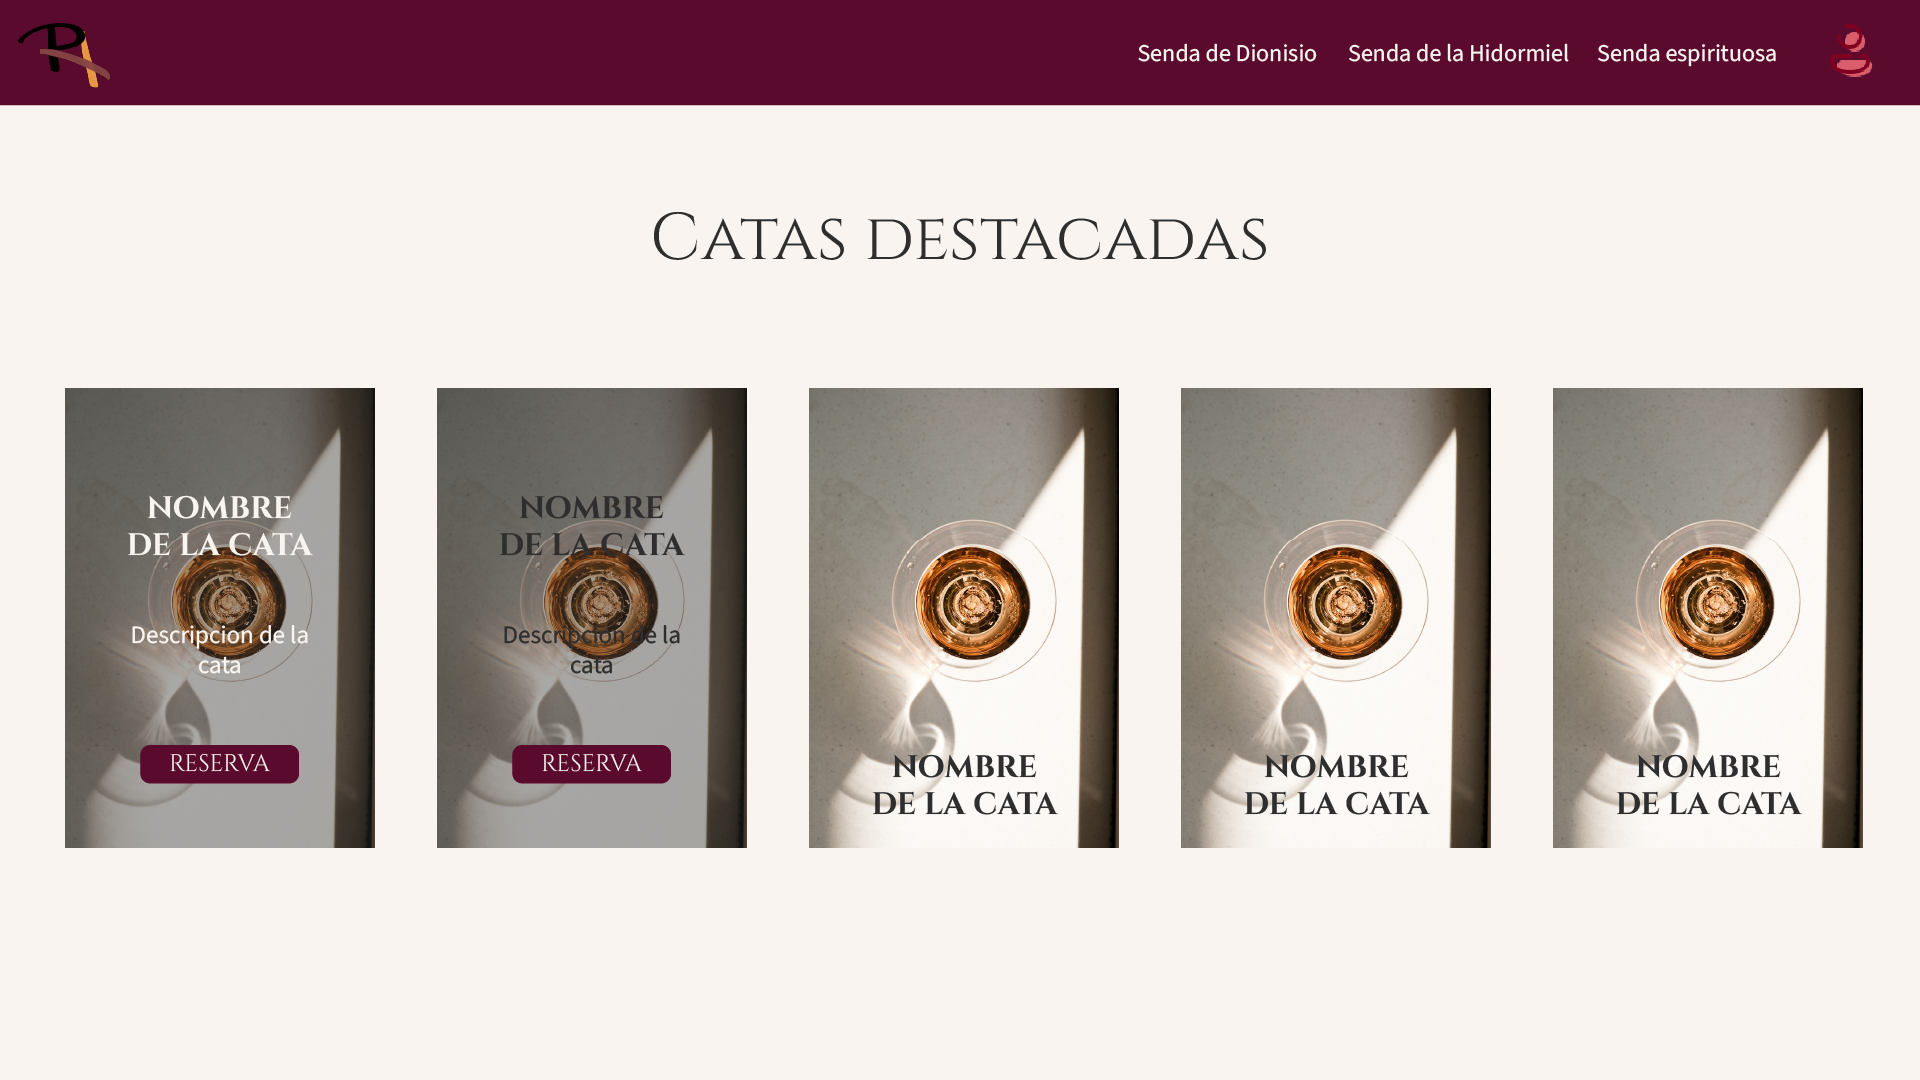 RA
Senda de Dionisio
Senda de la Hidormiel
Senda espirituosa
Catas destacadas
NOMBRE
DE LA CATA
Descripcion de la
cata
RESERVA
NOMBRE
DE LA CATA
Descripcion de la
cata
RESERVA
NOMBRE
DE LA CATA
NOMBRE
DE LA CATA
NOMBRE
DE LA CATA